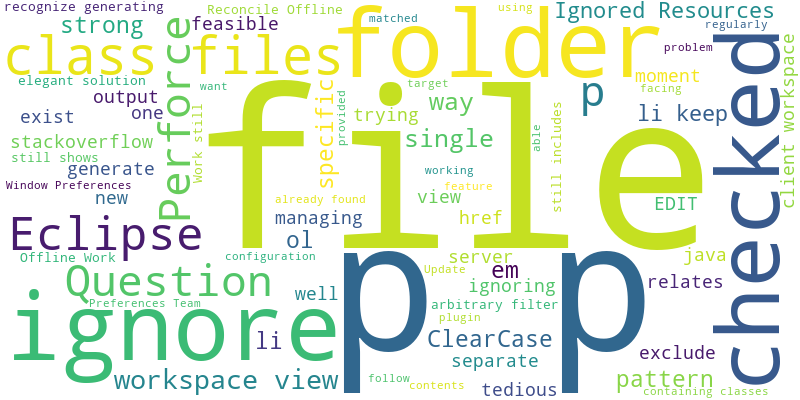 recognize generating
Reconcile Offline
matched
using
Ignored Resources
strong
Perforce
feasible
folder
regularly
class
files
problem
checked
elegant solution
want
target
moment
facing
client workspace
output
one
Work still
specific
provided
file
way
p
li keep
exist
trying
stackoverflow
single
able
still shows
still includes
generate
working
Window Preferences
new
already found
view
feature
EDIT
managing
href
Eclipse
ol
java
Offline Work
configuration
server
em
Question
Update
ignoring
relates
well
Preferences Team
arbitrary filter
ignore
p p
plugin
li
ClearCase
separate
exclude
workspace view
follow
contents
tedious
pattern
containing classes